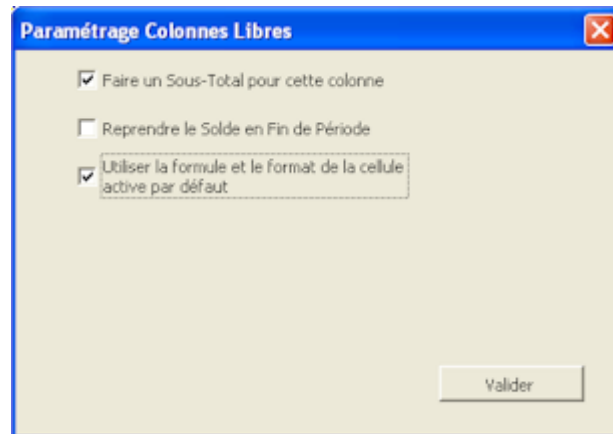 Paramétrage Colonnes Libres
Faire un Sous-Total pour cette colonne
Reprendre le Solde en Fin de Période
Utiliser la formule et le format de la cellule
active par défaut
Valider